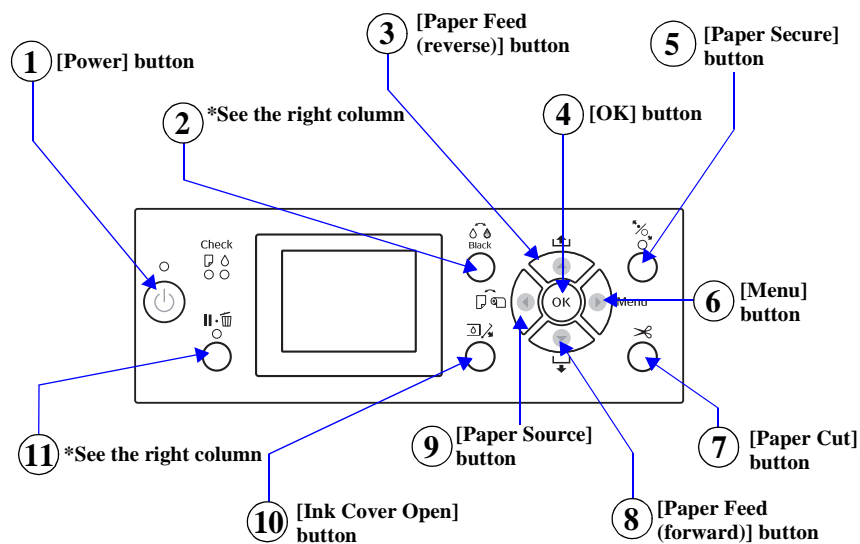 1 [Power] button
2 *See the right column
3 [Paper Feed
(reverse)] button
4 [OK] button
5 [Paper Secure]
button
Check
Black
OK
Menu
6 [Menu]
button
7 [Paper Cut]
button
8 [Paper Feed
(forward)] button
9 [Paper Source]
button
10 [Ink Cover Open]
button
11 *See the right column